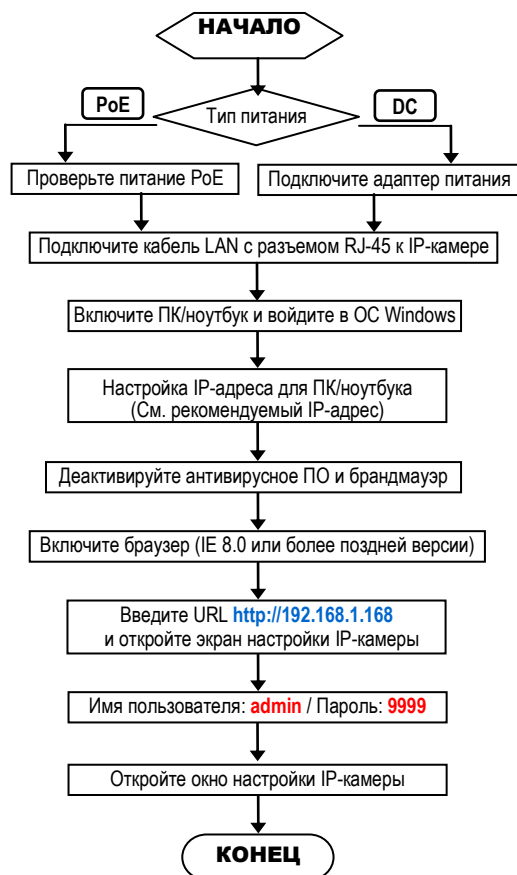 НАЧАЛО
PoE
DC
Тип питания
Проверьте питание PoE
Подключите адаптер питания
Подключите кабель LAN с разъемом RJ-45 к IP-камере
Включите ПК/ноутбук и войдите в ОС Windows
Настройка IP-адреса для ПК/ноутбука
(См. рекомендуемый IP-адрес)
Деактивируйте антивирусное ПО и брандмауэр
Включите браузер (IE 8.0 или более поздней версии)
Введите URL http://192.168.1.168
и откройте экран настройки IP-камеры
Имя пользователя: admin / Пароль: 9999
Откройте окно настройки IP-камеры
КОНЕЦ